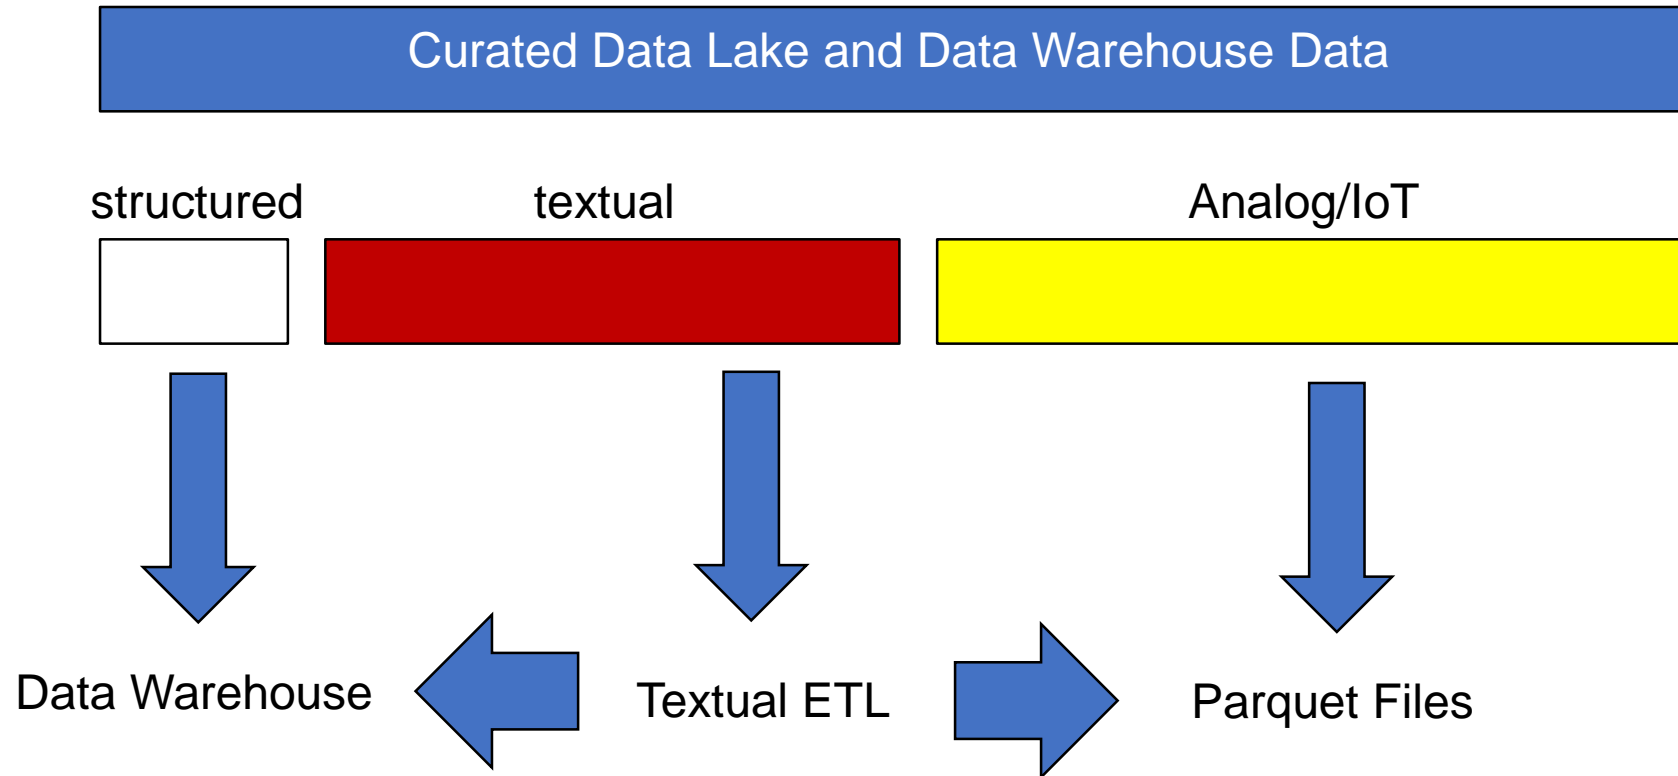 Curated Data Lake and Data Warehouse Data
structured
textual
Analog/IoT
Data Warehouse
Textual ETL
Parquet Files